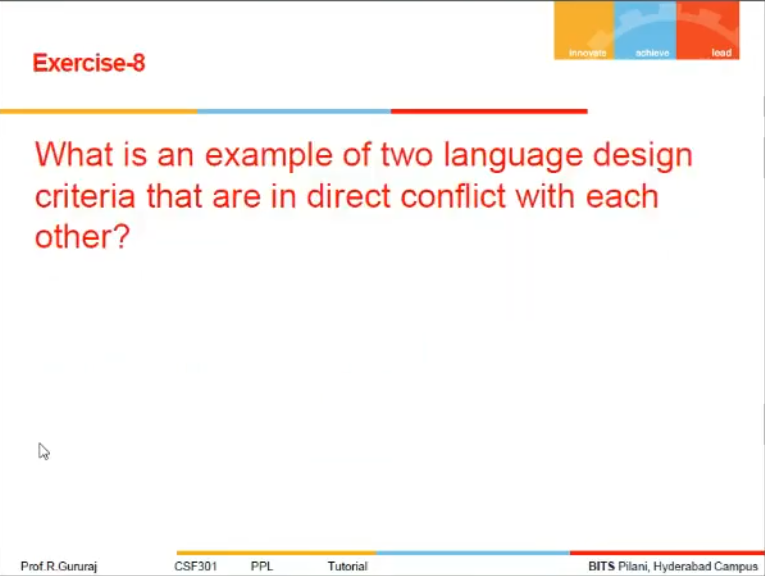 innovate achieve lead
Exercise-8
What is an example of two language design
criteria that are in direct conflict with each
other?
Prof.R.Gururaj CSF301 PPL Tutorial BITS Pilani, Hyderabad Campus